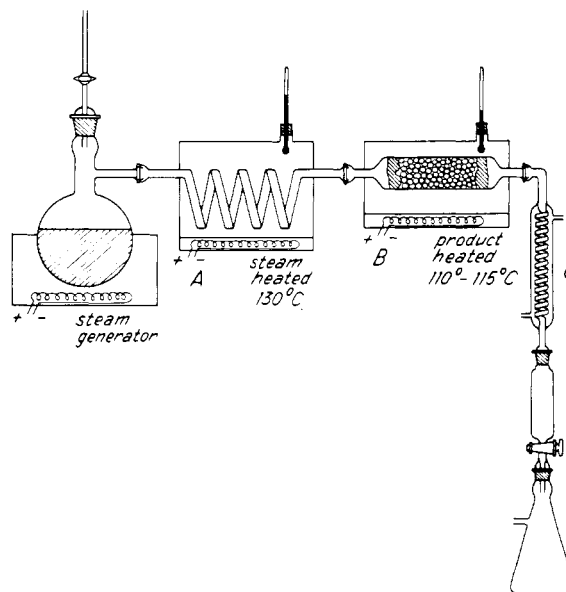 + -
steam
generator
+ -
A
steam
heated
130°C.
+ -
B
product
heated
110°-115°C